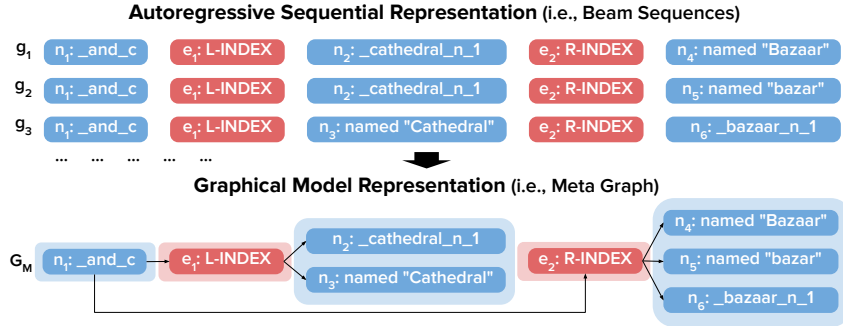 Autoregressive Sequential Representation (i.e., Beam Sequences)
g1 n1: _and_c e1: L-INDEX n2: _cathedral_n_1 e2: R-INDEX n4: named "Bazaar"
g2 n1: _and_c e1: L-INDEX n2: _cathedral_n_1 e2: R-INDEX n5: named "bazar"
g3 n1: _and_c e1: L-INDEX n3: named "Cathedral" e2: R-INDEX n6: _bazaar_n_1
... ... ... ... ...
Graphical Model Representation (i.e., Meta Graph)
n4: named "Bazaar"
n2: _cathedral_n_1
GM n1: _and_c e1: L-INDEX e2: R-INDEX n5: named "bazar"
n3: named "Cathedral"
n6: _bazaar_n_1